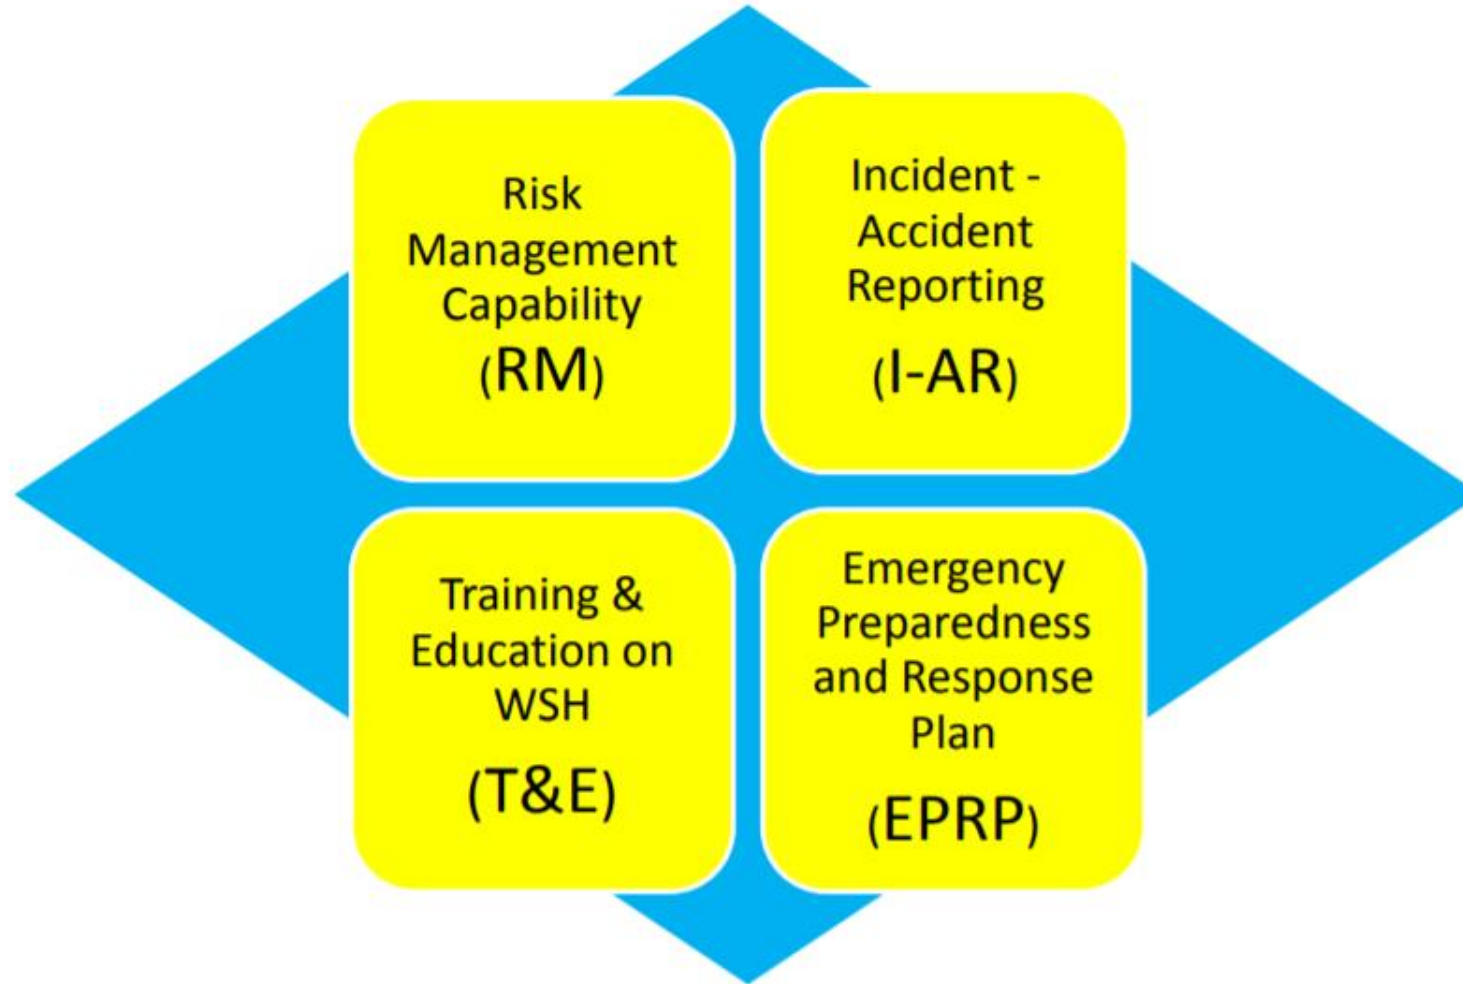 Risk
Management
Capability
(RM)
Incident -
Accident
Reporting
(I-AR)
Training &
Education on
WSH
(T&E)
Emergency
Preparedness
and Response
Plan
(EPRP)